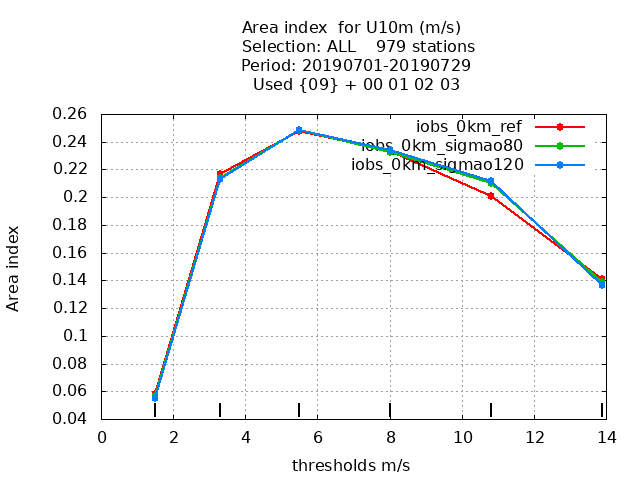 Area index  for U10m (m/s)
Selection: ALL    979 stations
Period: 20190701-20190729
Used {09} + 00 01 02 03
iobs_0km_ref
iobs_0km_sigmao80
iobs_0km_sigmao120
0.26
0.24
0.22
0.2
0.18
0.16
0.14
0.12
0.1
0.08
0.06
0.04
Area index
0 2 4 6 8 10 12 14
thresholds m/s